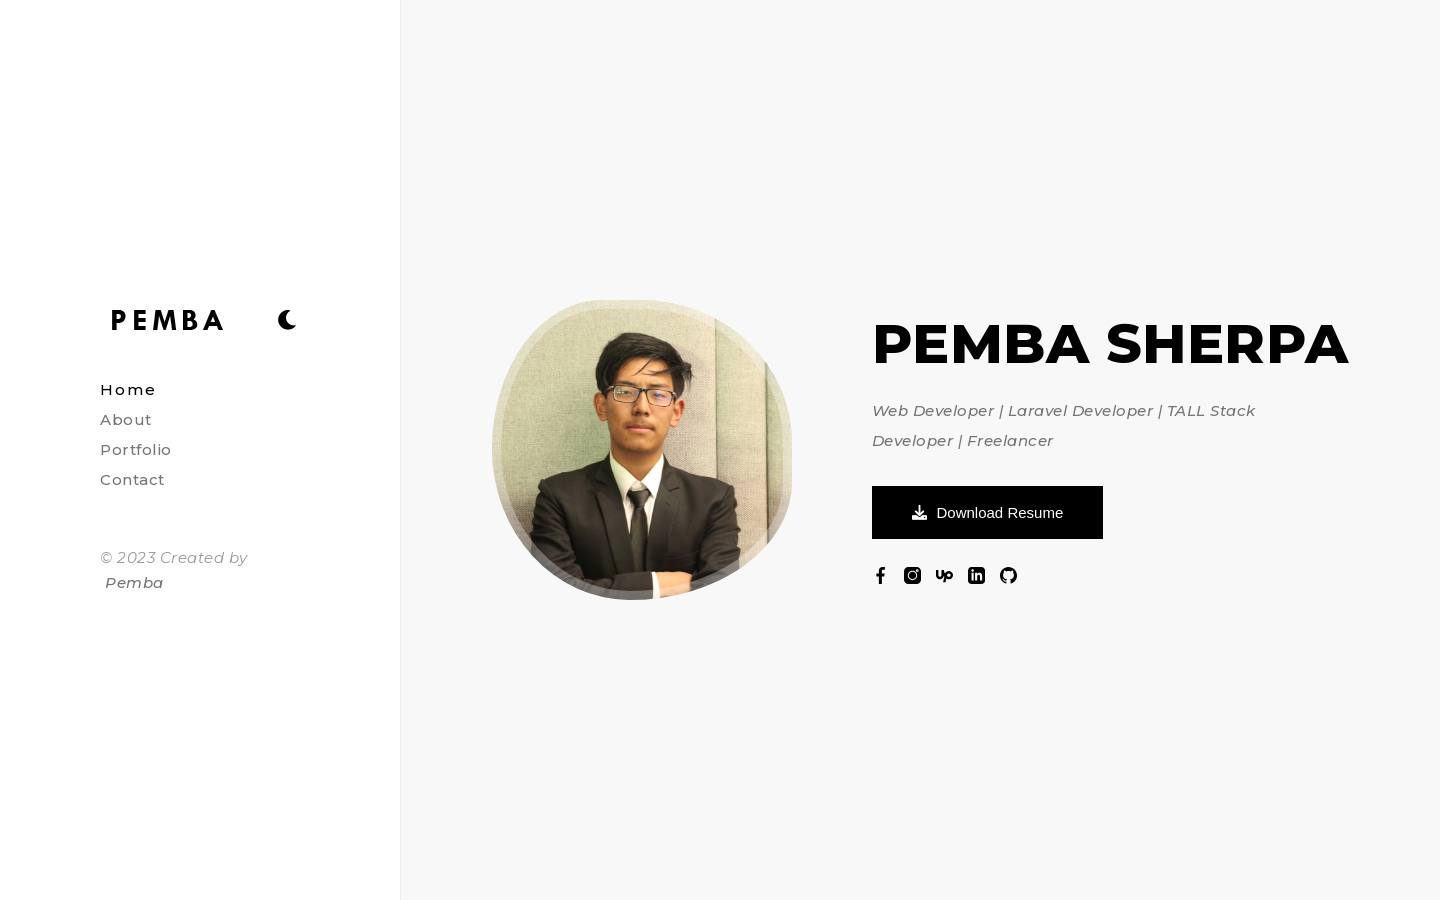 PEMBA
Home
About
Portfolio
Contact
© 2023 Created by
Pemba
PEMBA SHERPA
Web Developer | Laravel Developer | TALL Stack
Developer | Freelancer
Download Resume